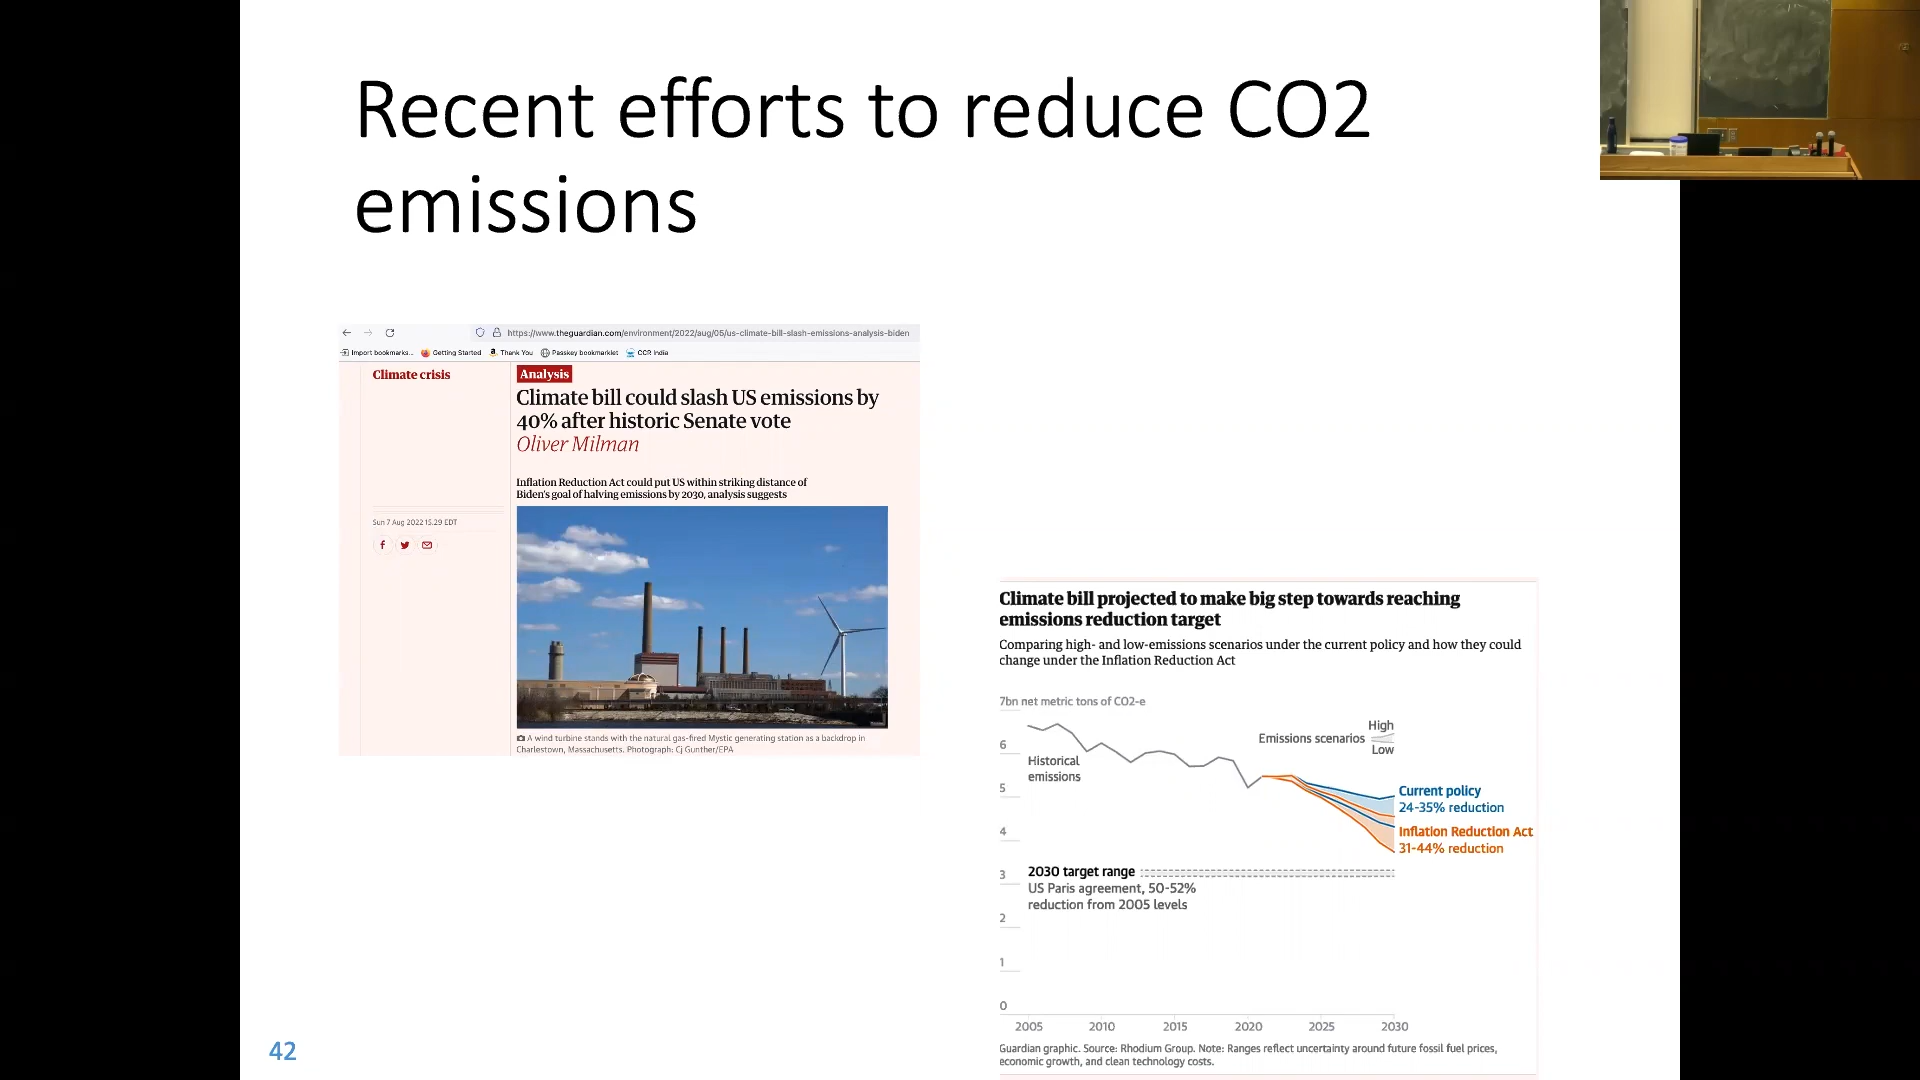 Recent efforts to reduce CO2
emissions
https://www.theguardian.com/environment/2022/aug/05/us-climate-bill-slash-emissions-analysis-biden
Import bookmarks... Getting Started Thank You Passkey bookmarklet CCR India
Climate crisis
Analysis
Climate bill could slash US emissions by
40% after historic Senate vote
Oliver Milman
Inflation Reduction Act could put US within striking distance of
Biden's goal of halving emissions by 2030, analysis suggests
Sun 7 Aug 2022 15.29 EDT
A wind turbine stands with the natural gas-fired Mystic generating station as a backdrop in
Charlestown, Massachusetts. Photograph: Cj Gunther/EPA
Climate bill projected to make big step towards reaching
emissions reduction target
Comparing high- and low-emissions scenarios under the current policy and how they could
change under the Inflation Reduction Act
7bn net metric tons of CO2-e
High
Emissions scenarios
Low
6
Historical
emissions
5
Current policy
24-35% reduction
4
Inflation Reduction Act
31-44% reduction
3
2030 target range
US Paris agreement, 50-52%
reduction from 2005 levels
2
1
0
2005 2010 2015 2020 2025 2030
Guardian graphic. Source: Rhodium Group. Note: Ranges reflect uncertainty around future fossil fuel prices,
economic growth, and clean technology costs.
42